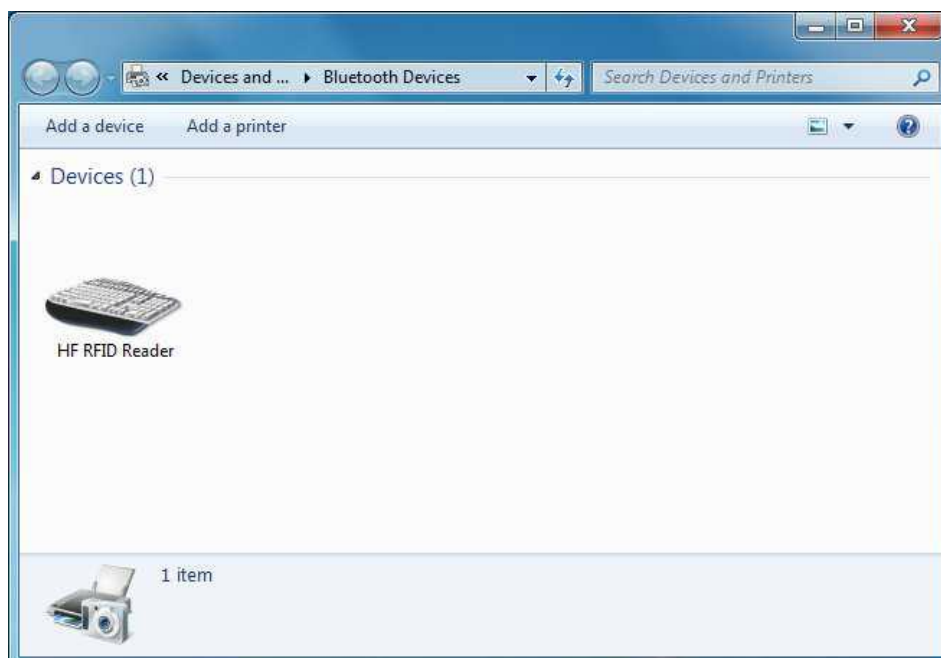 « Devices and ... Bluetooth Devices
Search Devices and Printers
Add a device Add a printer
Devices (1)
HF RFID Reader
1 item